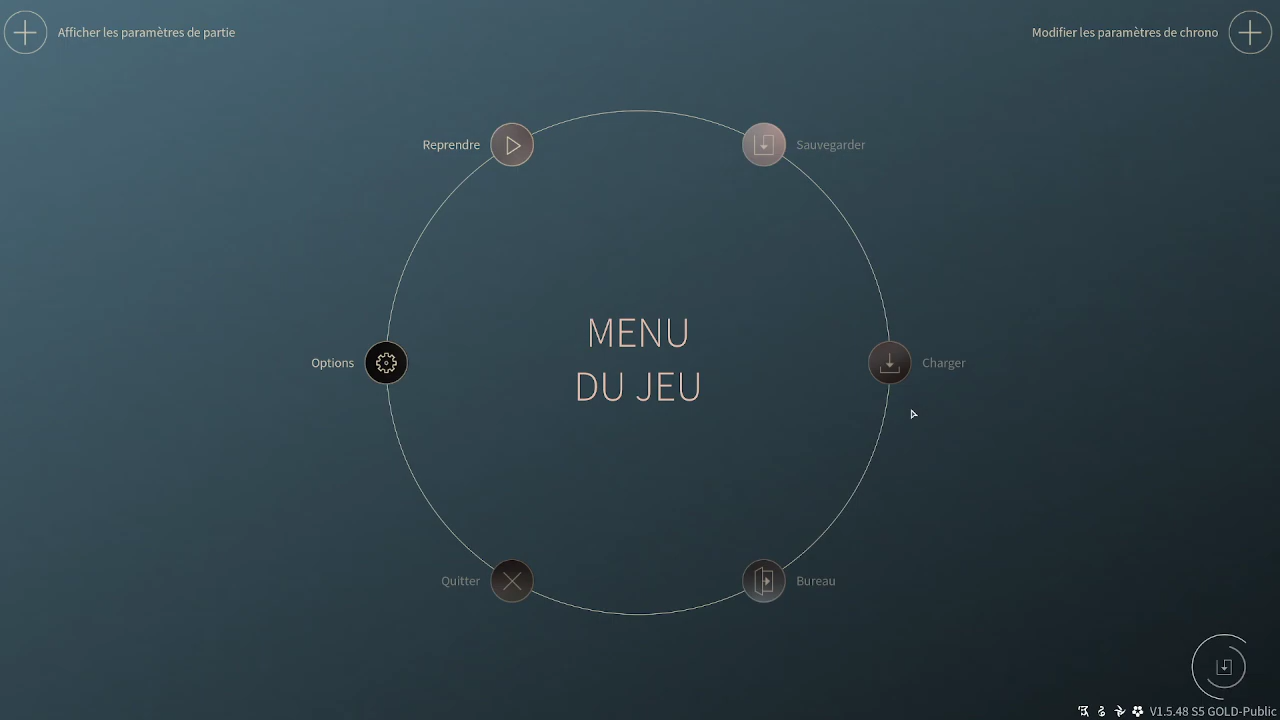 Afficher les paramètres de partie
Modifier les paramètres de chrono
Reprendre
Sauvegarder
MENU
DU JEU
Options
Charger
Quitter
Bureau
V1.5.48 S5 GOLD-Public